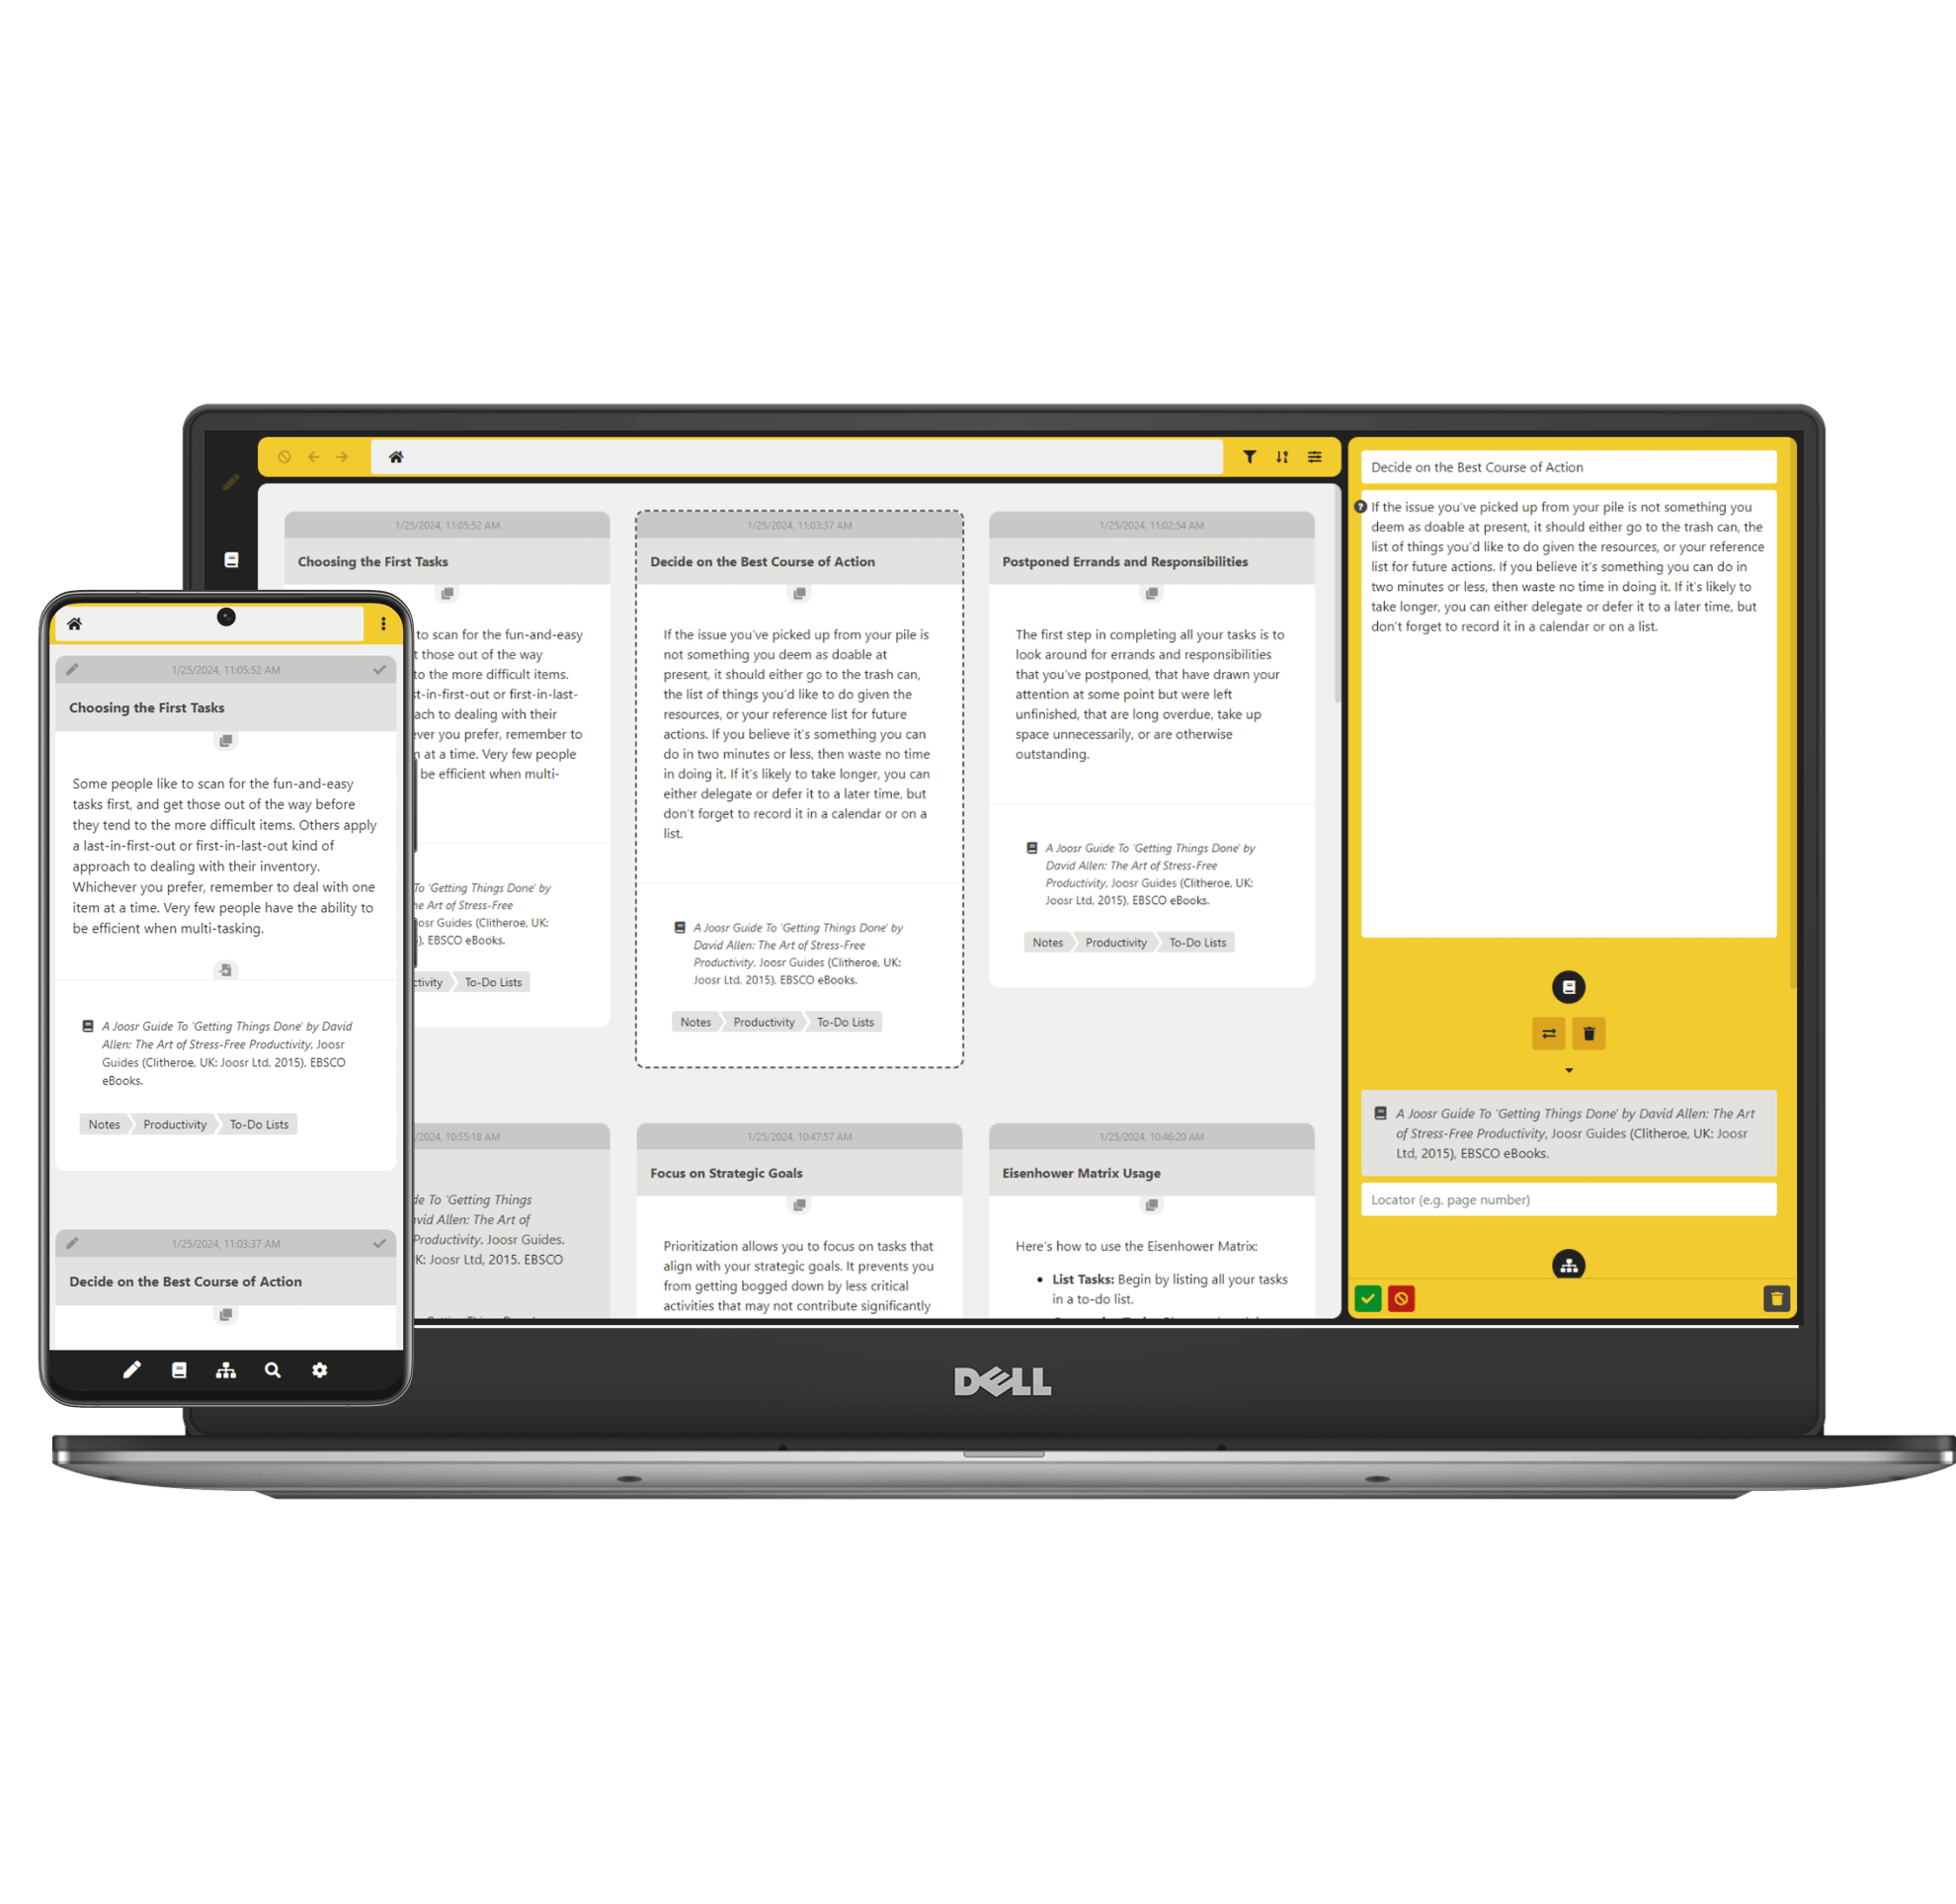 1/25/2024, 11:05:52 AM
Choosing the First Tasks
to scan for the fun-and-easy
t those out of the way
to the more difficult items.
st-in-first-out or first-in-last-
ach to dealing with their
ever you prefer, remember to
at a time. Very few people
be efficient when multi-
To 'Getting Things Done' by
he Art of Stress-Free
Joosr Guides (Clitheroe, UK:
), EBSCO eBooks.
ctivity To-Do Lists
1/25/2024, 11:03:37 AM
Decide on the Best Course of Action
If the issue you've picked up from your pile is
not something you deem as doable at
present, it should either go to the trash can,
the list of things you'd like to do given the
resources, or your reference list for future
actions. If you believe it's something you can
do in two minutes or less, then waste no time
in doing it. If it's likely to take longer, you can
either delegate or defer it to a later time, but
don't forget to record it in a calendar or on a
list.
A Joosr Guide To 'Getting Things Done' by
David Allen: The Art of Stress-Free
Productivity, Joosr Guides (Clitheroe, UK:
Joosr Ltd, 2015), EBSCO eBooks.
Notes Productivity To-Do Lists
1/25/2024, 11:02:54 AM
Postponed Errands and Responsibilities
The first step in completing all your tasks is to
look around for errands and responsibilities
that you've postponed, that have drawn your
attention at some point but were left
unfinished, that are long overdue, take up
space unnecessarily, or are otherwise
outstanding.
A Joosr Guide To 'Getting Things Done' by
David Allen: The Art of Stress-Free
Productivity, Joosr Guides (Clitheroe, UK:
Joosr Ltd, 2015), EBSCO eBooks.
Notes Productivity To-Do Lists
/2024, 10:55:18 AM
de To 'Getting Things
vid Allen: The Art of
Productivity. Joosr Guides.
K: Joosr Ltd, 2015. EBSCO
1/25/2024, 10:47:57 AM
Focus on Strategic Goals
Prioritization allows you to focus on tasks that
align with your strategic goals. It prevents you
from getting bogged down by less critical
activities that may not contribute significantly
1/25/2024, 10:46:20 AM
Eisenhower Matrix Usage
Here's how to use the Eisenhower Matrix:
• List Tasks: Begin by listing all your tasks
in a to-do list.
Decide on the Best Course of Action
If the issue you've picked up from your pile is not something you
deem as doable at present, it should either go to the trash can, the
list of things you'd like to do given the resources, or your reference
list for future actions. If you believe it's something you can do in
two minutes or less, then waste no time in doing it. If it's likely to
take longer, you can either delegate or defer it to a later time, but
don't forget to record it in a calendar or on a list.
A Joosr Guide To 'Getting Things Done' by David Allen: The Art
of Stress-Free Productivity, Joosr Guides (Clitheroe, UK: Joosr
Ltd, 2015), EBSCO eBooks.
Locator (e.g. page number)
1/25/2024, 11:05:52 AM
Choosing the First Tasks
Some people like to scan for the fun-and-easy
tasks first, and get those out of the way before
they tend to the more difficult items. Others apply
a last-in-first-out or first-in-last-out kind of
approach to dealing with their inventory.
Whichever you prefer, remember to deal with one
item at a time. Very few people have the ability to
be efficient when multi-tasking.
A Joosr Guide To 'Getting Things Done' by David
Allen: The Art of Stress-Free Productivity, Joosr
Guides (Clitheroe, UK: Joosr Ltd, 2015), EBSCO
eBooks.
Notes Productivity To-Do Lists
1/25/2024, 11:03:37 AM
Decide on the Best Course of Action
DELL